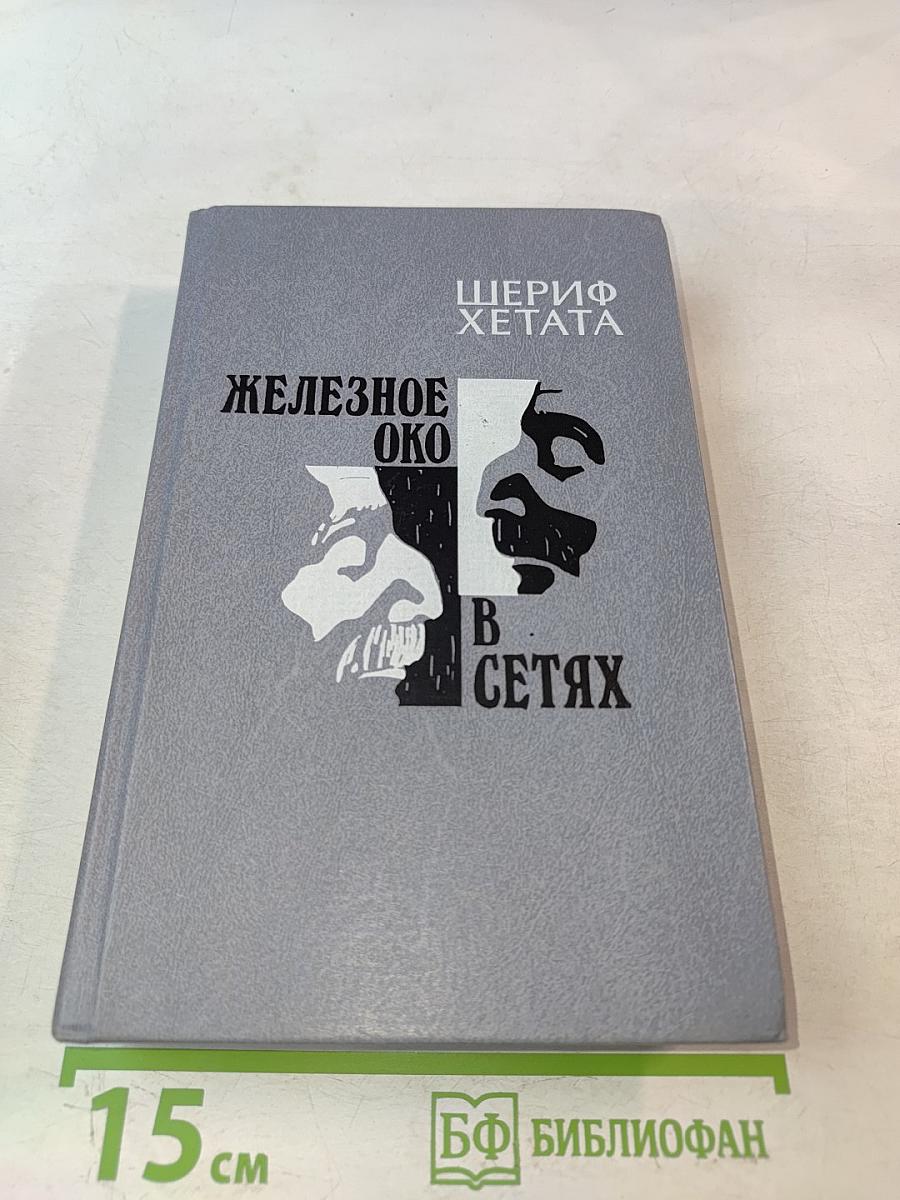 ШЕРИФ
ХЕТАТА
ЖЕЛЕЗНОЕ
ОКО
В
СЕТЯХ
15 см
БФ БИБЛИОФАН